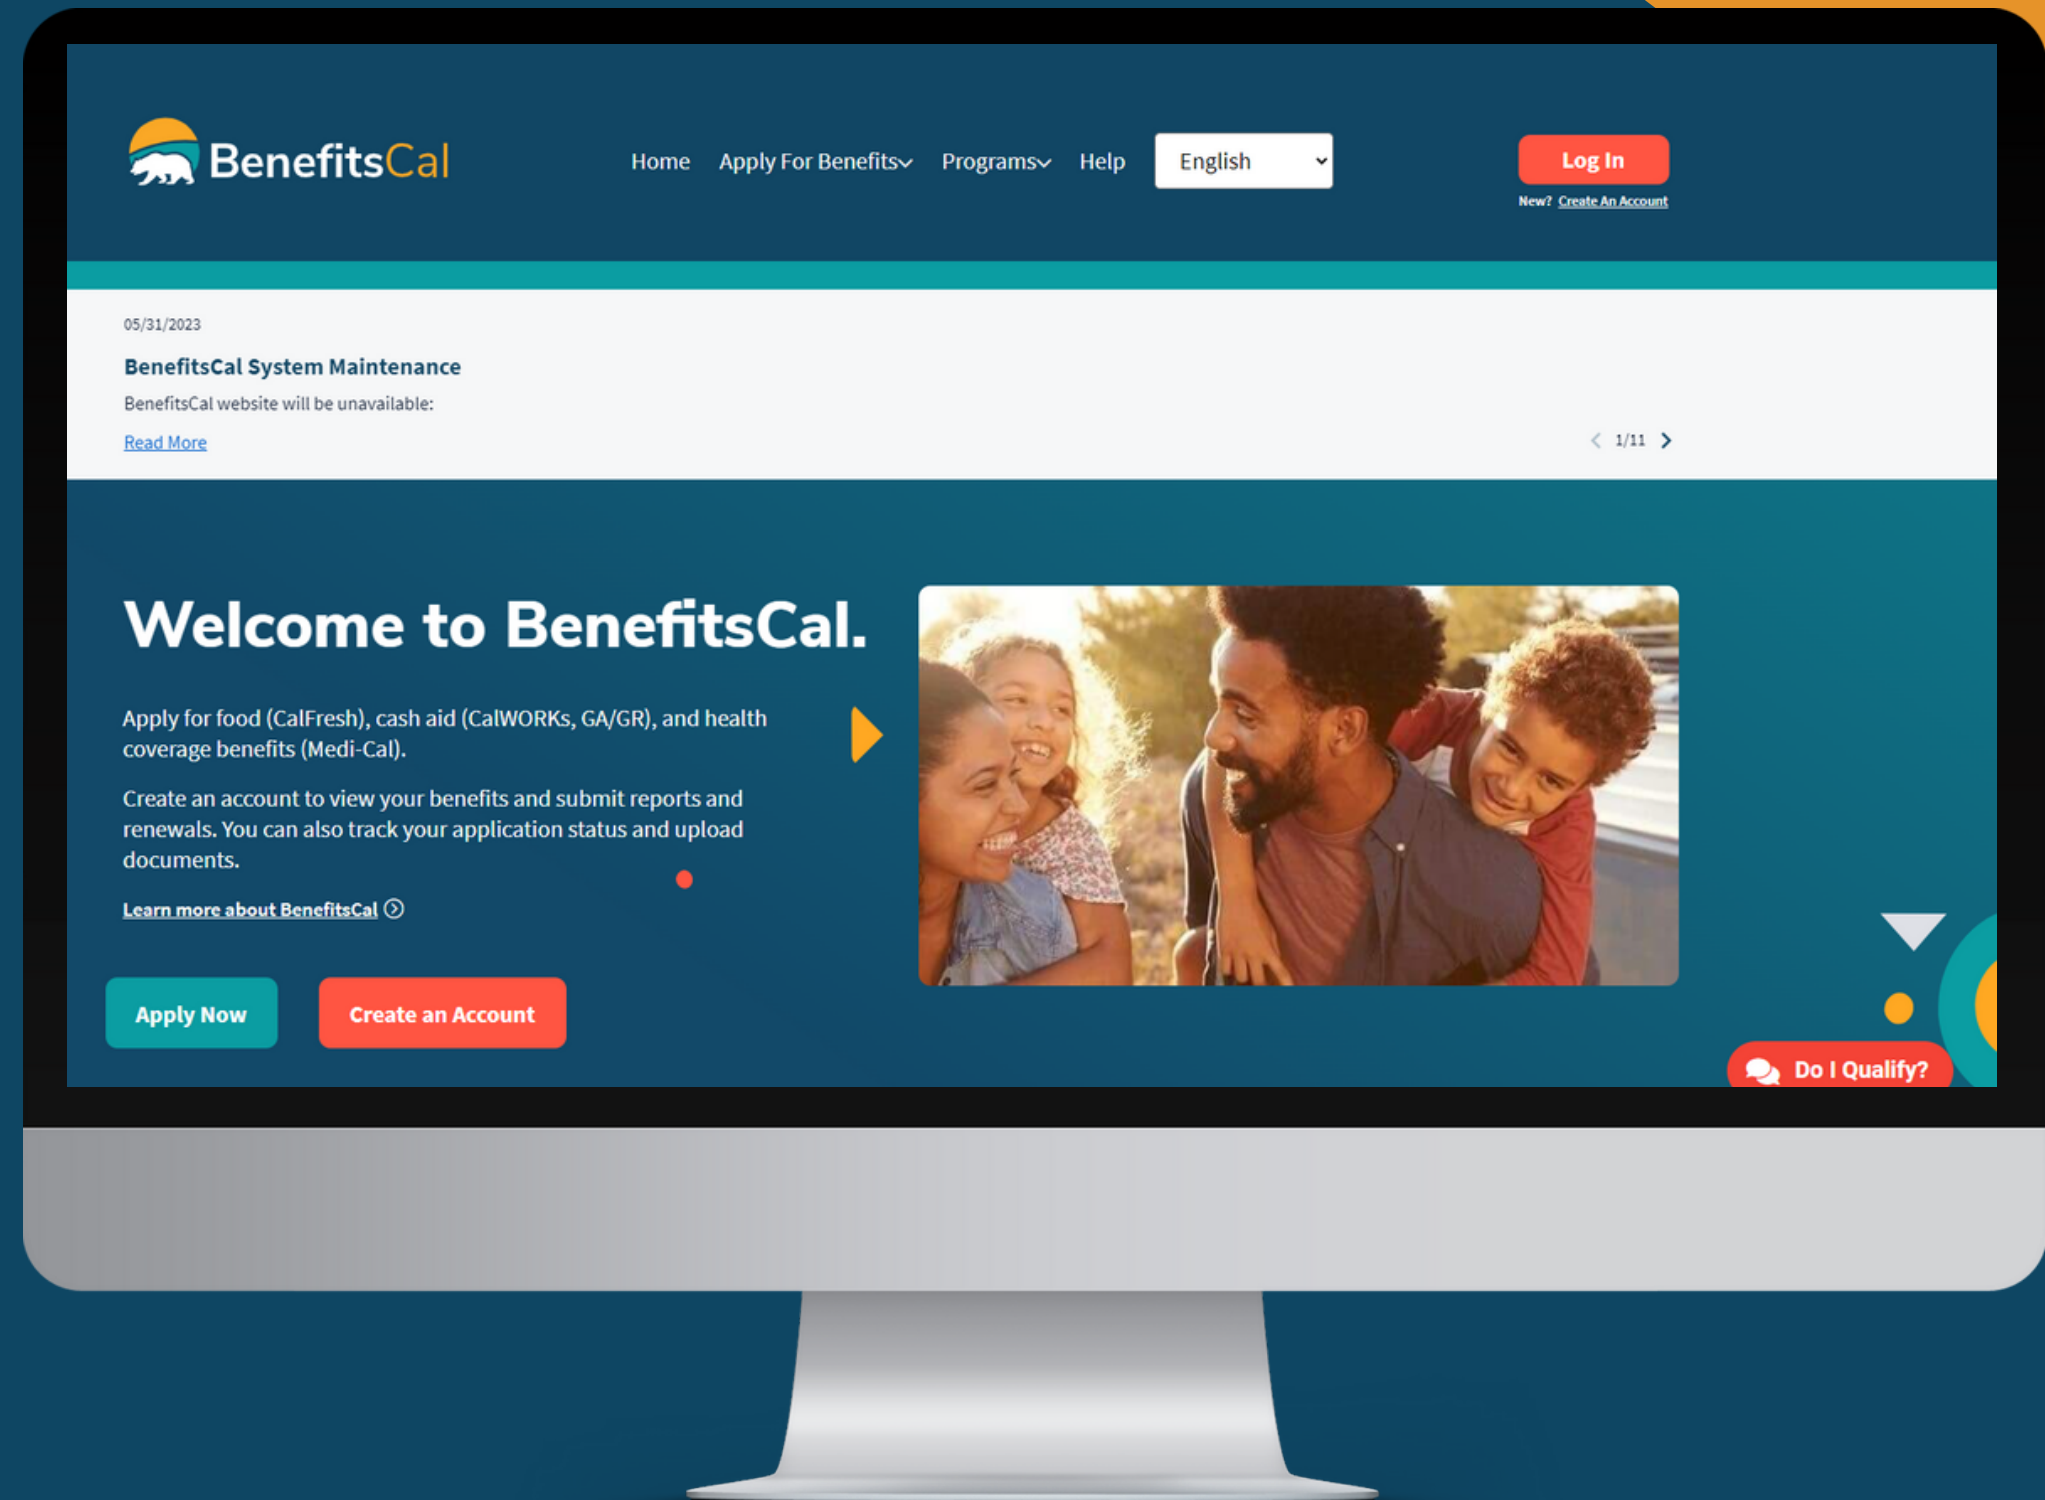 BenefitsCal
Home Apply For Benefits Programs Help English
Log In
New? Create An Account
05/31/2023
BenefitsCal System Maintenance
BenefitsCal website will be unavailable:
Read More
1/11
Welcome to BenefitsCal.
Apply for food (CalFresh), cash aid (CalWORKs, GA/GR), and health
coverage benefits (Medi-Cal).
Create an account to view your benefits and submit reports and
renewals. You can also track your application status and upload
documents.
Learn more about BenefitsCal
Apply Now
Create an Account
Do I Qualify?